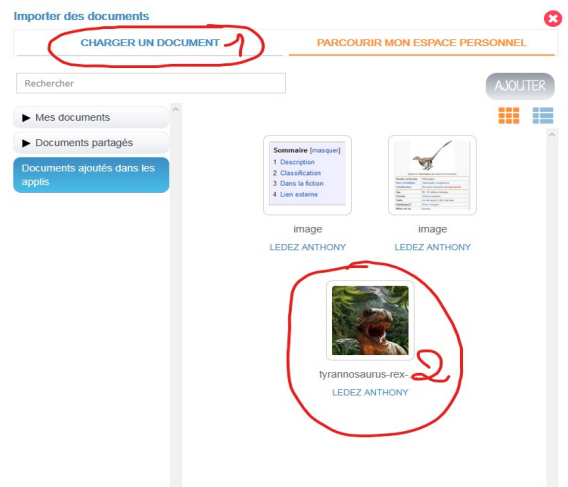 Importer des documents
CHARGER UN DOCUMENT 1
PARCOURIR MON ESPACE PERSONNEL
Rechercher
AJOUTER
▶ Mes documents
▶ Documents partagés
Documents ajoutés dans les
applis
Sommaire [masquer]
1 Description
2 Classification
3 Dans la fiction
4 Lien externe
image
LEDEZ ANTHONY
image
LEDEZ ANTHONY
tyrannosaurus-rex-... 2
LEDEZ ANTHONY